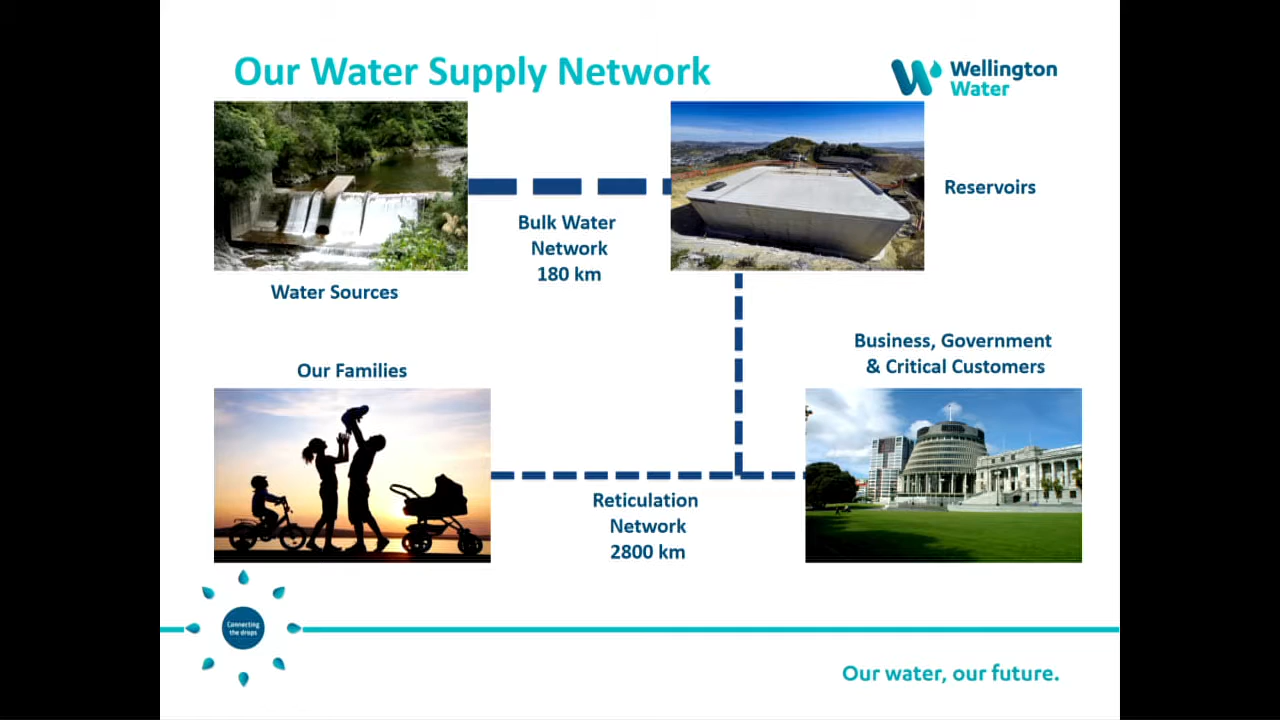 Our Water Supply Network
Wellington
Water
Reservoirs
Bulk Water
Network
180 km
Water Sources
Business, Government
& Critical Customers
Our Families
Reticulation
Network
2800 km
Connecting
the drops
Our water, our future.